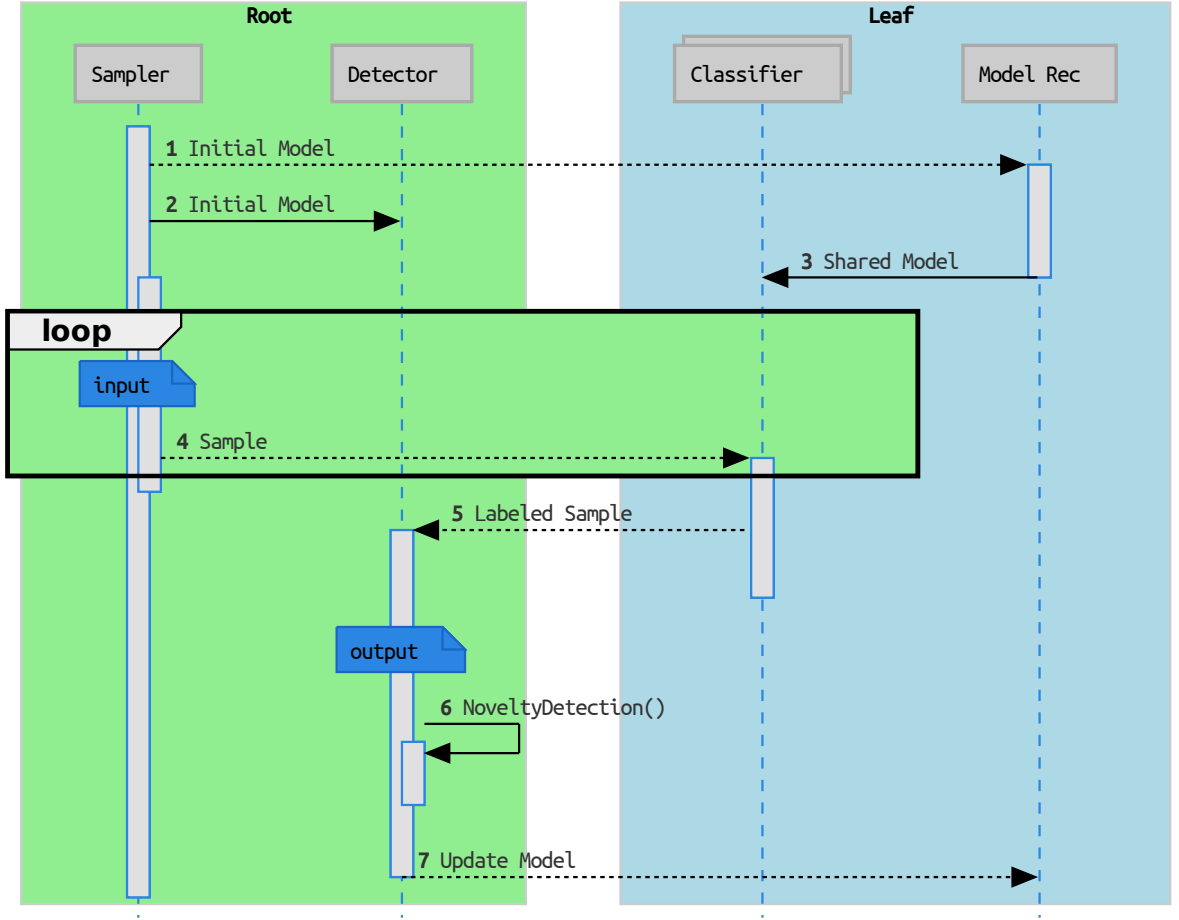 Root
Leaf
Sampler
Detector
Classifier
Model Rec
1 Initial Model
2 Initial Model
3 Shared Model
loop
input
4 Sample
5 Labeled Sample
output
6 NoveltyDetection()
7 Update Model